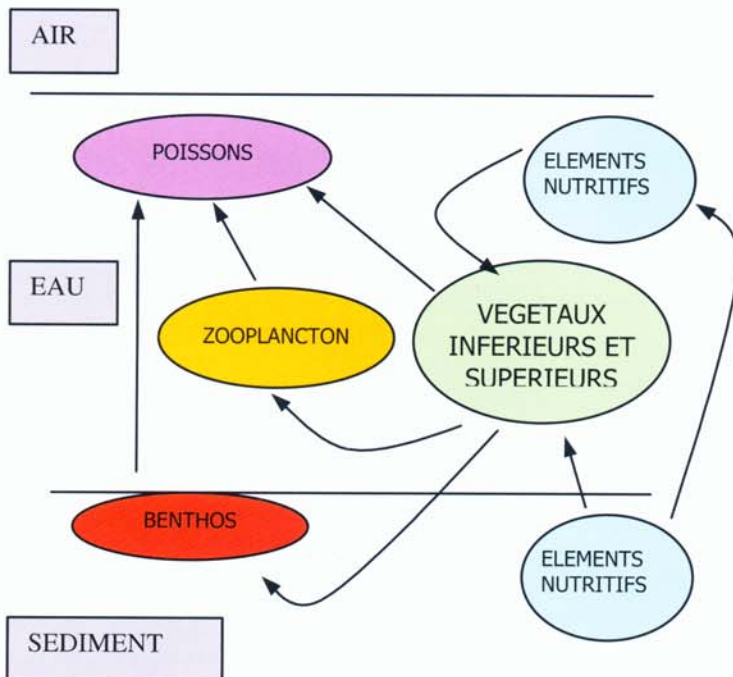 AIR
POISSONS
ELEMENTS
NUTRITIFS
EAU
ZOOPLANCTON
VEGETAUX
INFERIEURS ET
SUPERIEURS
BENTHOS
ELEMENTS
NUTRITIFS
SEDIMENT